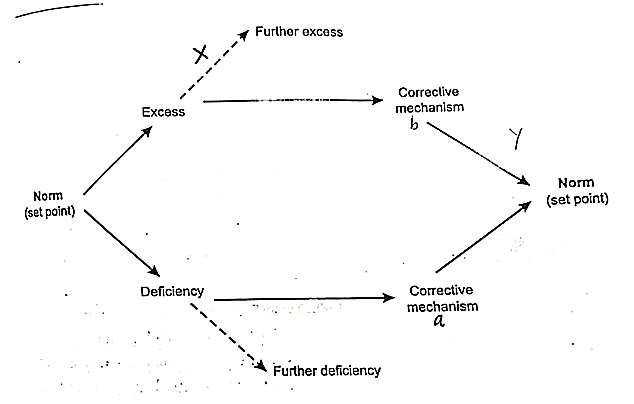 X
Further excess
Excess
Corrective
mechanism
b
Y
Norm
(set point)
Norm
(set point)
Deficiency
Corrective
mechanism
a
Further deficiency